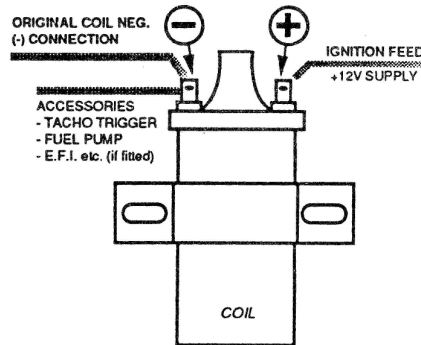 ORIGINAL COIL NEG.
(-) CONNECTION
IGNITION FEED
+12V SUPPLY
ACCESSORIES
- TACHO TRIGGER
- FUEL PUMP
- E.F.I. etc. (if fitted)
COIL